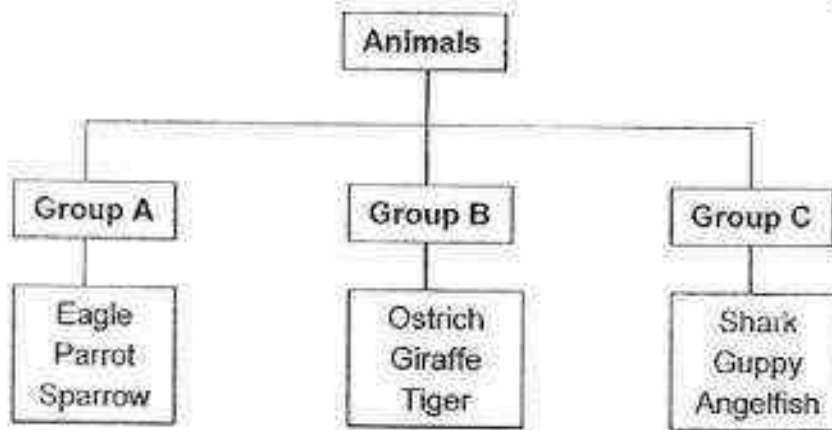 Animals
Group A
Group B
Group C
Eagle
Parrot
Sparrow
Ostrich
Giraffe
Tiger
Shark
Guppy
Angelfish